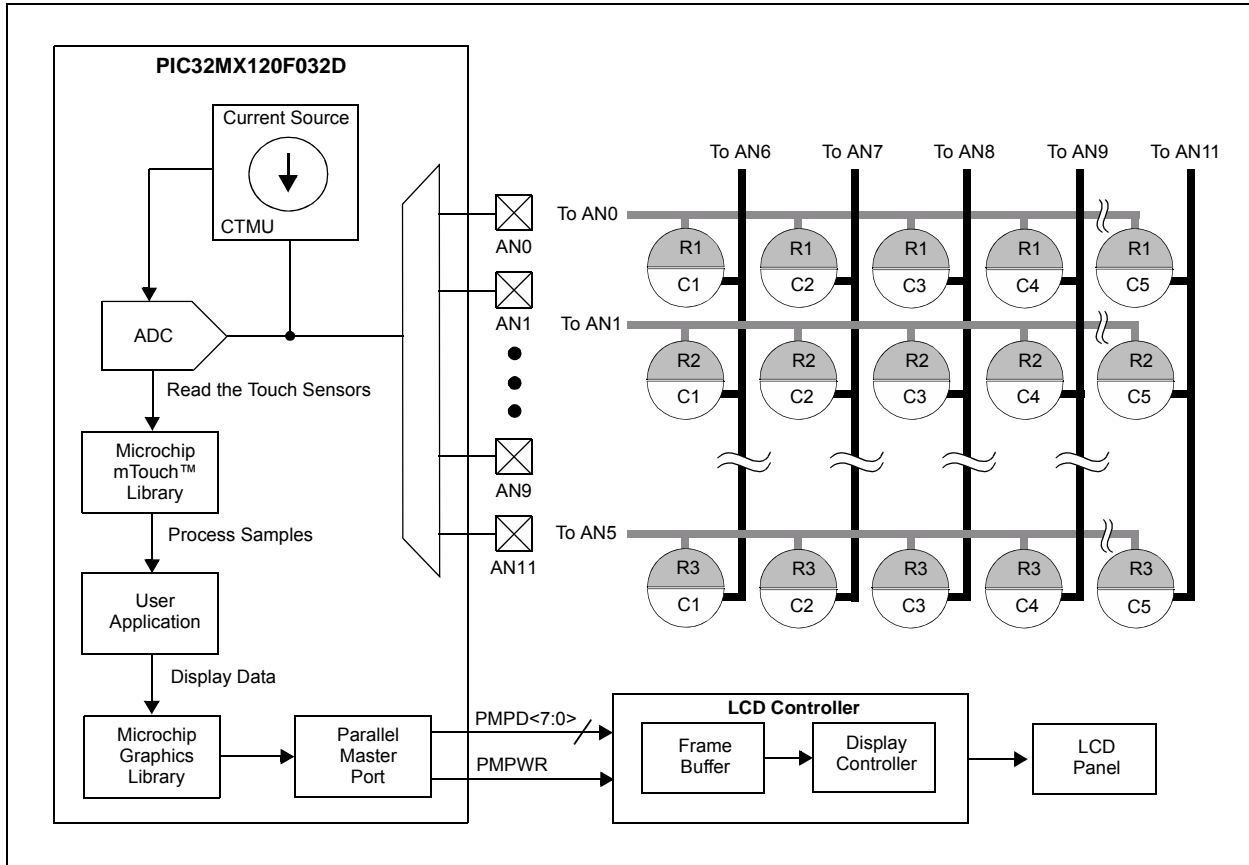 PIC32MX120F032D
Current Source
CTMU
ADC
Read the Touch Sensors
Microchip
mTouch™
Library
Process Samples
User
Application
Display Data
Microchip
Graphics
Library
Parallel
Master
Port
AN0
AN1
AN9
AN11
To AN6
To AN7
To AN8
To AN9
To AN11
To AN0
R1 R1 R1 R1 R1
C1 C2 C3 C4 C5
To AN1
R2 R2 R2 R2 R2
C1 C2 C3 C4 C5
To AN5
R3 R3 R3 R3 R3
C1 C2 C3 C4 C5
PMPD<7:0>
PMPWR
LCD Controller
Frame
Buffer
Display
Controller
LCD
Panel